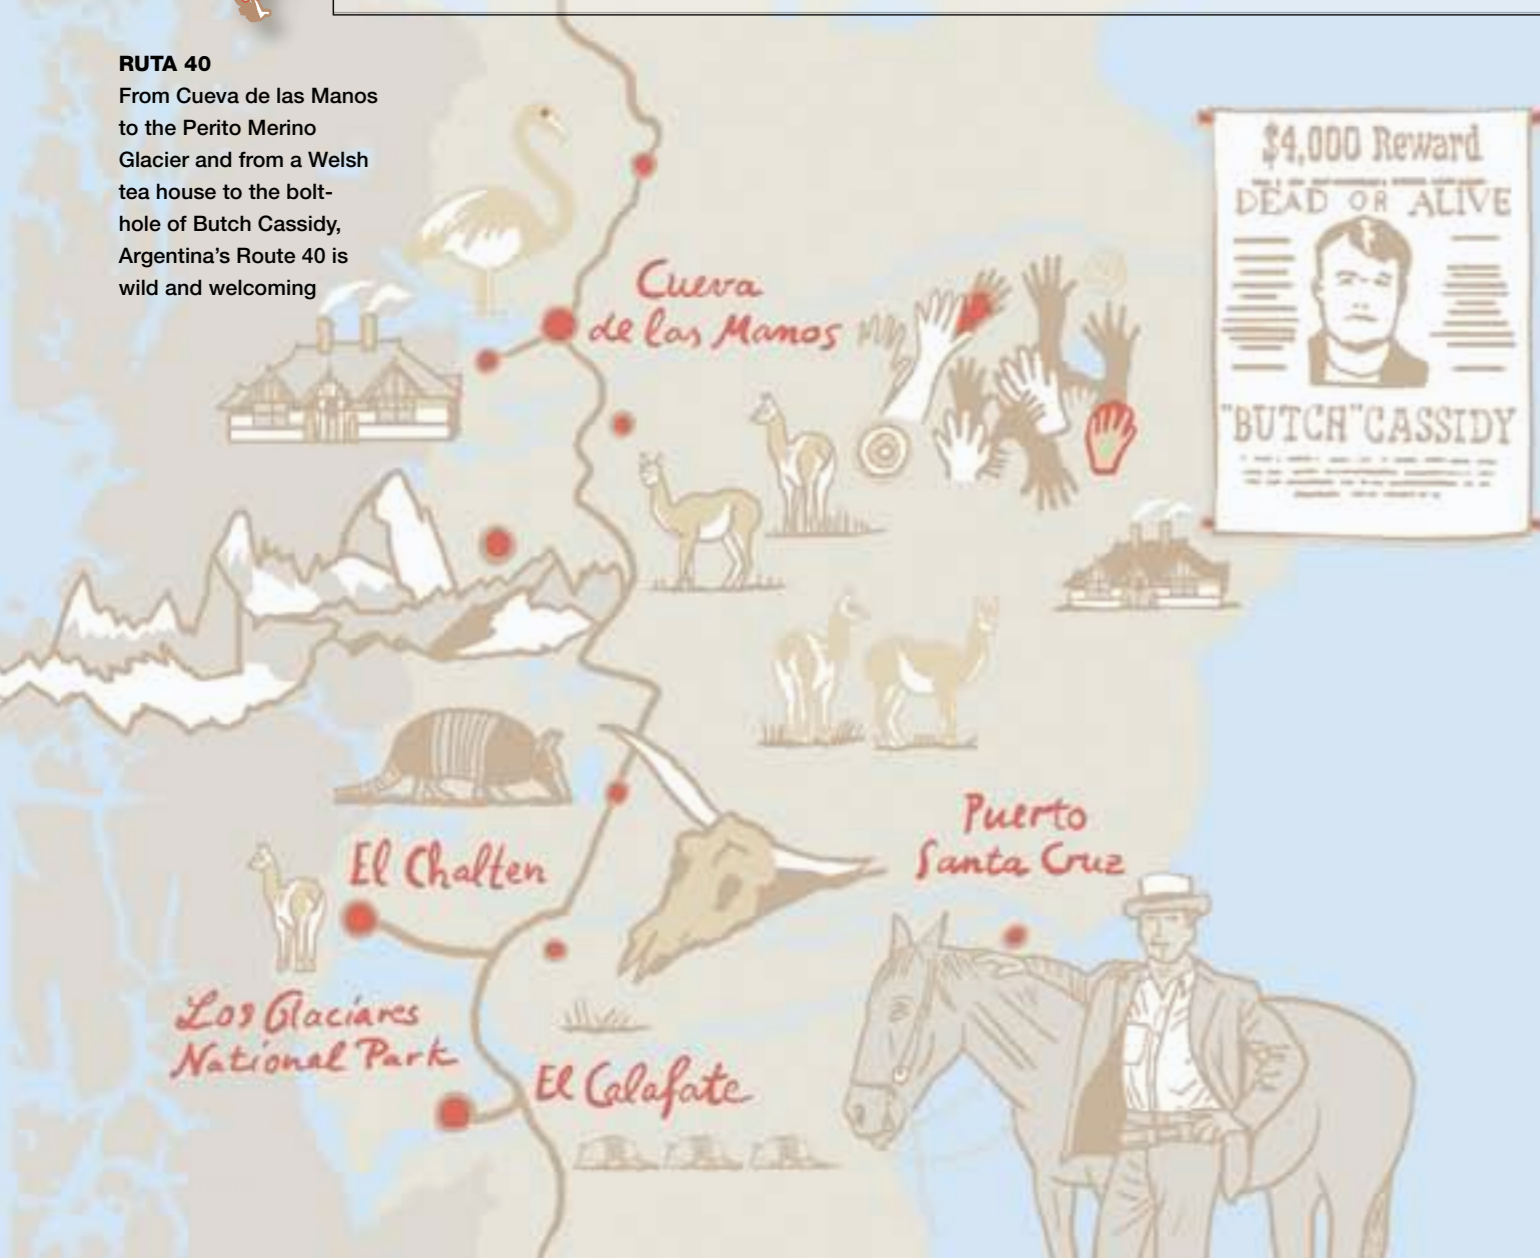 RUTA 40
From Cueva de las Manos
to the Perito Merino
Glacier and from a Welsh
tea house to the bolt-
hole of Butch Cassidy,
Argentina's Route 40 is
wild and welcoming
$4,000 Reward
DEAD OR ALIVE
"BUTCH" CASSIDY
Cueva
de las Manos
Puerto
Santa Cruz
El Chalten
Los Glaciares
National Park
El Calafate